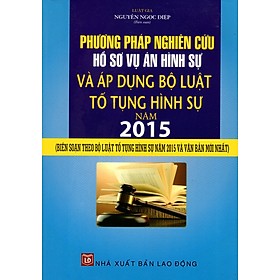 LUẬT GIA
NGUYỄN NGỌC ĐIỆP
(Biên soạn)
PHƯƠNG PHÁP NGHIÊN CỨU
HỒ SƠ VỤ ÁN HÌNH SỰ
VÀ ÁP DỤNG BỘ LUẬT
TỐ TỤNG HÌNH SỰ
NĂM
2015
(BIÊN SOẠN THEO BỘ LUẬT TỐ TỤNG HÌNH SỰ NĂM 2015 VÀ VĂN BẢN MỚI NHẤT)
NHÀ XUẤT BẢN LAO ĐỘNG